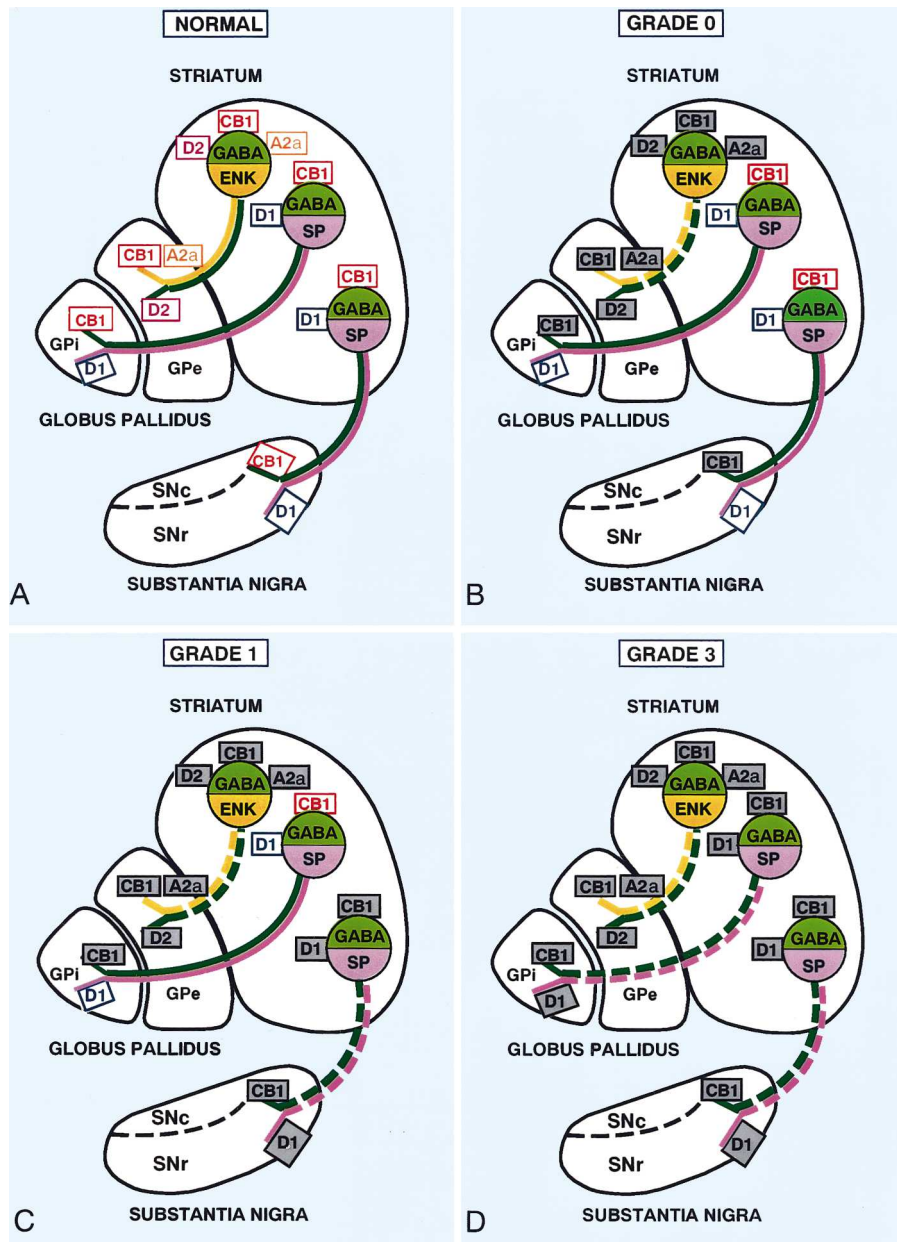 NORMAL
STRIATUM
CB1
D2
GABA
A2a
ENK
CB1
GABA
D1
SP
CB1
A2a
D2
CB1
GABA
D1
SP
CB1
GPi
D1
GPe
GLOBUS PALLIDUS
CB1
SNc
D1
SNr
SUBSTANTIA NIGRA
A
GRADE 0
STRIATUM
CB1
D2
GABA
A2a
ENK
CB1
GABA
D1
SP
CB1
A2a
D2
CB1
GABA
D1
SP
CB1
GPi
D1
GPe
GLOBUS PALLIDUS
CB1
SNc
D1
SNr
SUBSTANTIA NIGRA
B
GRADE 1
STRIATUM
CB1
D2
GABA
A2a
ENK
CB1
GABA
D1
SP
CB1
A2a
D2
CB1
GABA
D1
SP
CB1
GPi
D1
GPe
GLOBUS PALLIDUS
CB1
SNc
D1
SNr
SUBSTANTIA NIGRA
C
GRADE 3
STRIATUM
CB1
D2
GABA
A2a
ENK
CB1
GABA
D1
SP
CB1
A2a
D2
CB1
GABA
D1
SP
CB1
GPi
D1
GPe
GLOBUS PALLIDUS
CB1
SNc
D1
SNr
SUBSTANTIA NIGRA
D